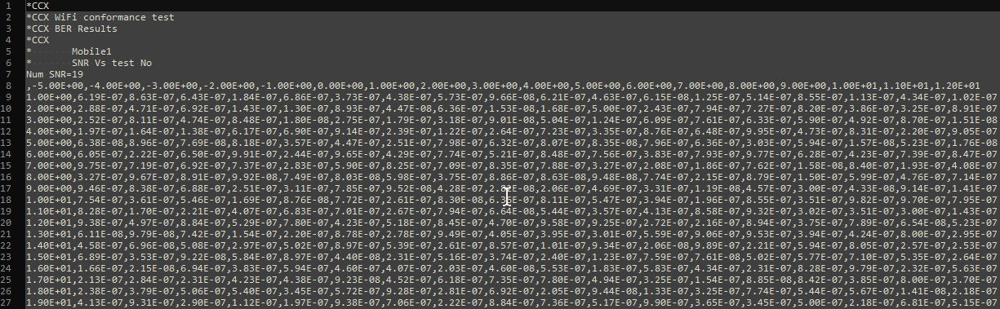 1 *CCX
2 *CCX WiFi conformance test
3 *CCX BER Results
4 *CCX
5 * Mobile1
6 * SNR Vs test No
7 Num SNR=19
8 ,-5.00E+00,-4.00E+00,-3.00E+00,-2.00E+00,-1.00E+00,0.00E+00,1.00E+00,2.00E+00,3.00E+00,4.00E+00,5.00E+00,6.00E+00,7.00E+00,8.00E+00,9.00E+00,1.00E+01,1.10E+01,1.20E+01
9 1.00E+00,6.19E-07,8.63E-07,6.43E-07,1.84E-07,6.86E-07,3.73E-07,4.38E-07,5.73E-07,9.66E-08,6.21E-07,4.63E-07,6.15E-08,1.25E-07,5.14E-07,8.55E-07,1.13E-07,4.34E-07,1.02E-07
10 2.00E+00,2.88E-07,4.71E-07,6.92E-07,1.43E-07,1.30E-07,8.93E-07,4.47E-08,6.36E-07,1.53E-08,1.68E-07,5.00E-07,2.43E-07,7.94E-07,7.27E-07,8.20E-07,3.86E-07,3.25E-07,8.91E-07
11 3.00E+00,2.52E-07,8.11E-07,4.74E-07,8.48E-07,1.80E-08,2.75E-07,1.79E-07,3.18E-07,9.01E-08,5.04E-07,1.24E-07,6.09E-07,7.61E-07,6.33E-07,5.90E-07,4.92E-07,8.70E-07,1.51E-08
12 4.00E+00,1.97E-07,1.64E-07,1.38E-07,6.17E-07,6.90E-07,9.14E-07,2.39E-07,1.22E-07,2.64E-07,7.23E-07,3.35E-07,8.76E-07,6.48E-07,9.95E-07,4.73E-07,8.31E-07,2.20E-07,9.05E-07
13 5.00E+00,6.38E-08,8.96E-07,7.69E-08,8.18E-07,3.57E-07,4.47E-07,2.51E-07,7.98E-07,6.32E-07,8.07E-07,8.35E-07,7.96E-07,6.36E-07,3.03E-07,5.94E-07,1.57E-08,5.23E-07,1.76E-08
14 6.00E+00,6.05E-07,2.22E-07,6.50E-07,9.91E-07,2.44E-07,9.65E-07,4.29E-07,7.74E-07,5.21E-07,8.48E-07,7.56E-07,3.83E-07,7.93E-07,9.77E-07,6.28E-07,4.23E-07,7.39E-07,8.47E-07
15 7.00E+00,9.75E-07,7.19E-07,6.92E-07,7.37E-07,2.83E-07,5.90E-07,8.25E-07,7.09E-07,8.35E-07,7.88E-07,3.27E-07,2.08E-07,1.86E-07,7.62E-07,1.58E-07,8.40E-07,1.93E-07,4.08E-07
16 8.00E+00,3.27E-07,9.67E-07,8.91E-07,9.92E-08,7.49E-07,8.03E-08,5.98E-07,3.75E-07,8.86E-07,8.63E-08,9.48E-08,7.74E-07,2.15E-07,8.79E-07,1.50E-07,5.99E-07,4.76E-07,7.14E-07
17 9.00E+00,9.46E-07,8.38E-07,6.88E-07,2.51E-07,3.11E-07,7.85E-07,9.52E-08,4.28E-07,2.06E-07,4.69E-07,3.31E-07,1.19E-08,4.57E-07,3.00E-07,4.33E-08,9.14E-07,1.41E-07
18 1.00E+01,7.54E-07,3.61E-07,5.46E-07,1.69E-07,8.76E-08,7.72E-07,2.61E-07,8.30E-08,8.11E-07,5.47E-07,3.94E-07,1.96E-07,8.55E-07,3.51E-07,9.82E-07,9.70E-07,7.95E-07
19 1.10E+01,8.28E-07,1.70E-07,2.21E-07,4.07E-07,6.83E-07,7.01E-07,2.67E-07,7.94E-07,6.64E-08,5.44E-07,3.57E-07,4.13E-07,8.58E-07,9.32E-07,3.02E-07,3.51E-07,3.00E-07,1.43E-07
20 1.20E+01,9.38E-07,4.97E-07,8.84E-07,5.29E-07,7.80E-07,4.23E-07,5.18E-07,8.45E-07,4.70E-07,9.58E-07,9.25E-07,2.72E-07,2.16E-07,8.94E-07,3.75E-07,7.89E-07,6.54E-08,5.23E-07
21 1.30E+01,6.11E-08,9.79E-08,7.42E-07,1.54E-07,2.20E-07,8.78E-07,2.78E-07,9.49E-07,4.05E-07,3.95E-07,3.01E-07,5.59E-07,9.06E-07,9.53E-07,3.94E-07,4.24E-07,8.00E-07,2.95E-07
22 1.40E+01,4.58E-07,6.96E-08,5.08E-07,2.97E-07,5.02E-07,8.97E-07,5.39E-07,2.61E-07,8.57E-07,1.01E-07,9.34E-07,2.06E-08,9.89E-07,2.21E-07,5.94E-07,8.05E-07,2.57E-07,2.53E-07
23 1.50E+01,6.89E-07,3.53E-07,9.22E-08,5.84E-07,8.97E-07,4.40E-08,2.31E-07,5.16E-07,3.74E-07,2.40E-07,1.23E-07,7.59E-07,7.61E-08,5.02E-07,5.77E-07,7.10E-07,5.35E-07,2.64E-07
24 1.60E+01,1.66E-07,2.15E-08,6.94E-07,3.83E-07,5.94E-07,4.60E-07,4.07E-07,2.03E-07,4.60E-08,5.53E-07,1.83E-07,5.83E-07,4.34E-07,2.31E-07,8.28E-07,9.79E-07,2.32E-07,5.63E-07
25 1.70E+01,2.13E-07,2.84E-07,2.31E-07,4.23E-07,4.38E-07,9.23E-08,4.52E-07,6.18E-07,7.35E-07,7.80E-07,4.94E-07,3.25E-07,1.54E-07,8.85E-08,8.42E-07,3.85E-07,8.00E-07,3.70E-07
26 1.80E+01,2.38E-07,3.79E-07,5.06E-07,5.40E-07,3.45E-07,5.72E-07,9.28E-07,2.81E-07,6.92E-07,2.05E-07,9.44E-08,1.33E-07,3.25E-07,7.74E-07,5.44E-07,5.67E-07,1.41E-08,2.18E-07
27 1.90E+01,4.13E-07,9.31E-07,2.90E-07,1.12E-07,1.97E-07,9.38E-07,7.06E-07,2.22E-07,8.84E-07,7.36E-07,5.17E-07,9.90E-07,3.65E-07,3.45E-07,5.00E-07,2.18E-07,6.81E-07,5.15E-07